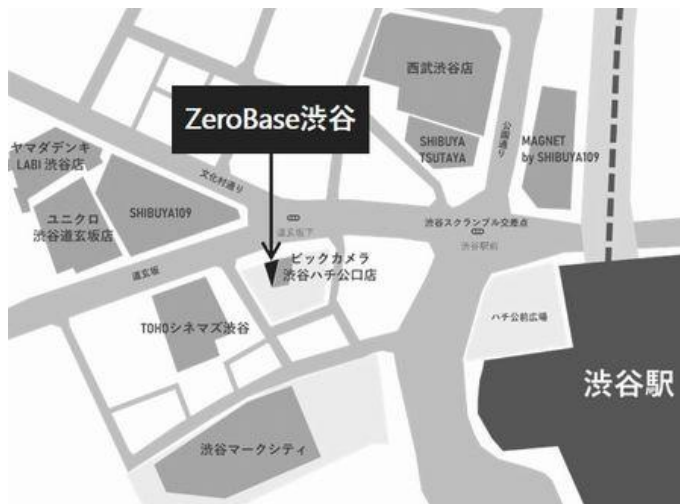 西武渋谷店
ZeroBase渋谷
SHIBUYA
TSUTAYA
公園通り
MAGNET
by SHIBUYA109
ヤマダデンキ
LABI 渋谷店
文化村通り
ユニクロ
渋谷道玄坂店
SHIBUYA109
道玄坂下
渋谷スクランブル交差点
渋谷駅前
道玄坂
ビックカメラ
渋谷ハチ公口店
TOHOシネマズ渋谷
ハチ公前広場
渋谷駅
渋谷マークシティ